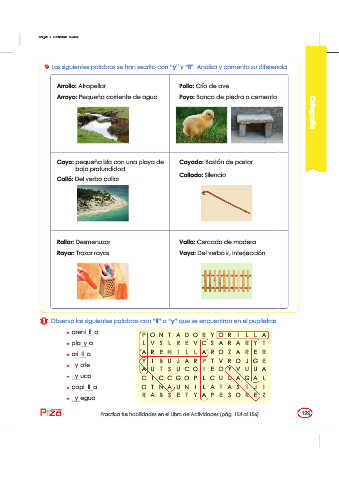 Las siguientes palabras se han escrito con "y" y "ll". Analiza y comenta su diferencia
Arrollo: Atropellar
Arroyo: Pequeña corriente de agua
Pollo: Cría de ave
Poyo: Banco de piedra o cemento
Cayo: pequeña isla con una playa de
baja profundidad
Calló: Del verbo callar
Cayado: Bastón de pastor
Callado: Silencio
Rallar: Desmenuzar
Rayar: Trazar rayas
Valla: Cercado de madera
Vaya: Del verbo ir, interjección
Ortografía
1 Observa las siguientes palabras con "ll" o "y" que se encuentran en el pupiletras
areni ll a
pla y a
ori ll a
y ate
y uca
capi ll a
y egua
P O N T A D O R Y O R I L L A
L V S L R E V C S A R A R Y T
A R E N I L L A R O Z A R E R
Y I B U J A R P T V R O J G E
A U T S U C O I E O Y V U U A
C I C C G O P L C U D A G A L
O T N A U N I L A T A S I J I
R A B S E T Y A P E S O R E Z
Practica tus habilidades en el Libro de Actividades (pág. 154 al 156)
125